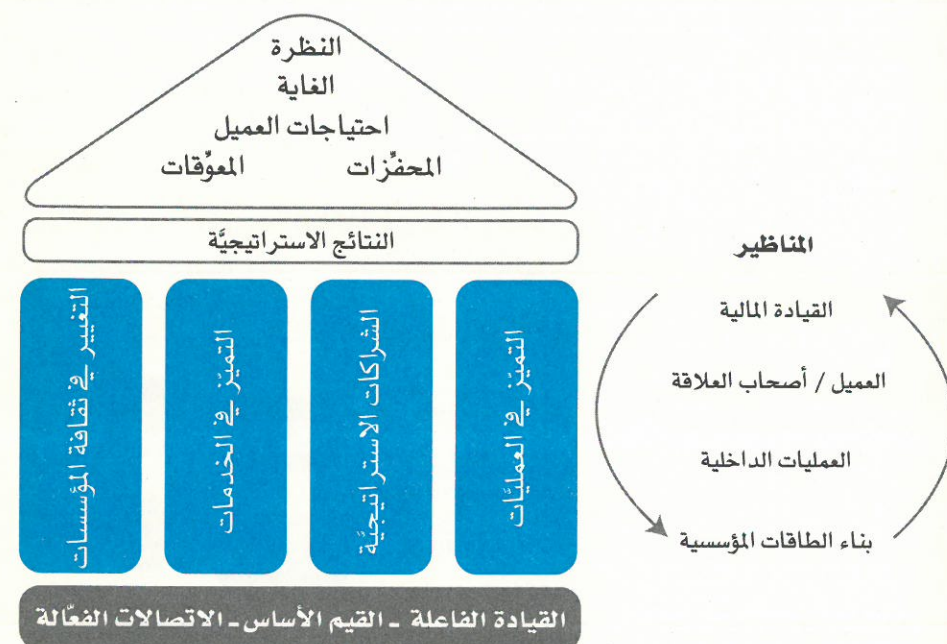 النظرة
الغاية
احتياجات العميل
المحفِّزات المعوِّقات
النتائج الاستراتيجيَّة
المناظير
القيادة المالية
العميل / أصحاب العلاقة
العمليات الداخلية
بناء الطاقات المؤسسية
التميّز في العمليَّات
الشراكات الاستراتيجيَّة
التميّز في الخدمات
التغيير في ثقافة المؤسسات
القيادة الفاعلة - القيم الأساس - الاتصالات الفعّالة